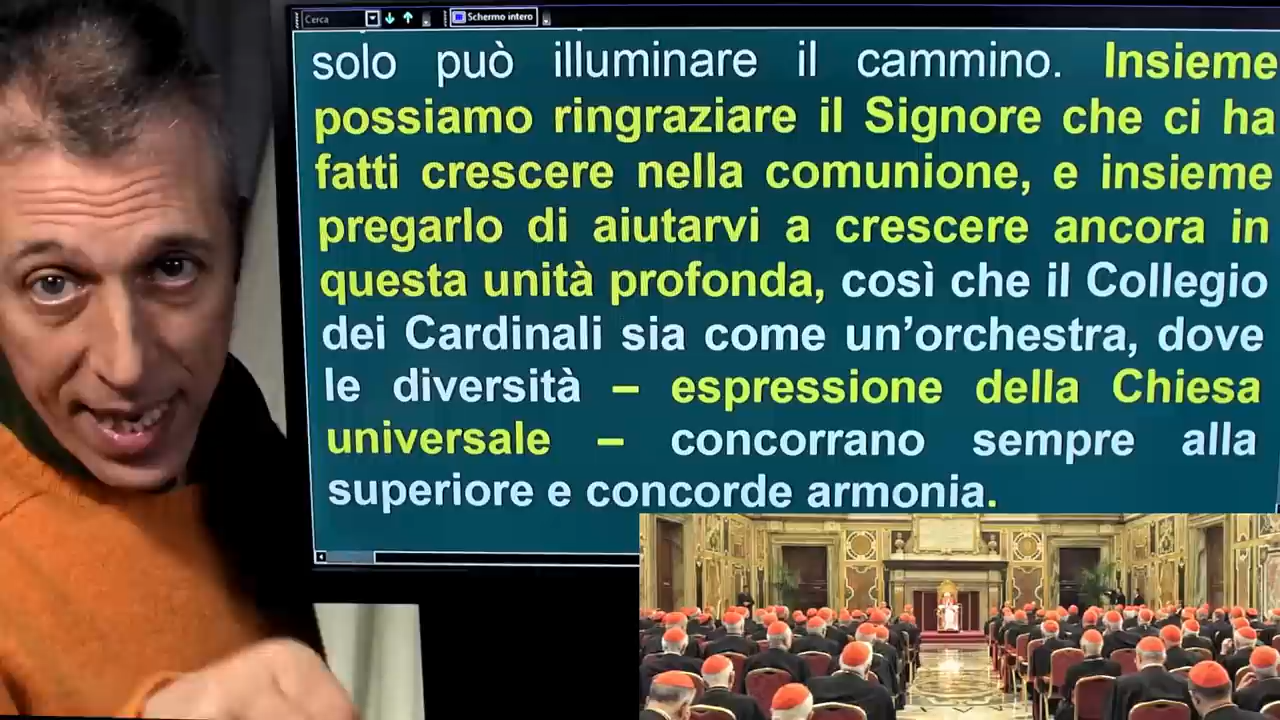 Cerca
Schermo intero
solo può illuminare il cammino. Insieme
possiamo ringraziare il Signore che ci ha
fatti crescere nella comunione, e insieme
pregarlo di aiutarvi a crescere ancora in
questa unità profonda, così che il Collegio
dei Cardinali sia come un’orchestra, dove
le diversità – espressione della Chiesa
universale – concorrano sempre alla
superiore e concorde armonia.